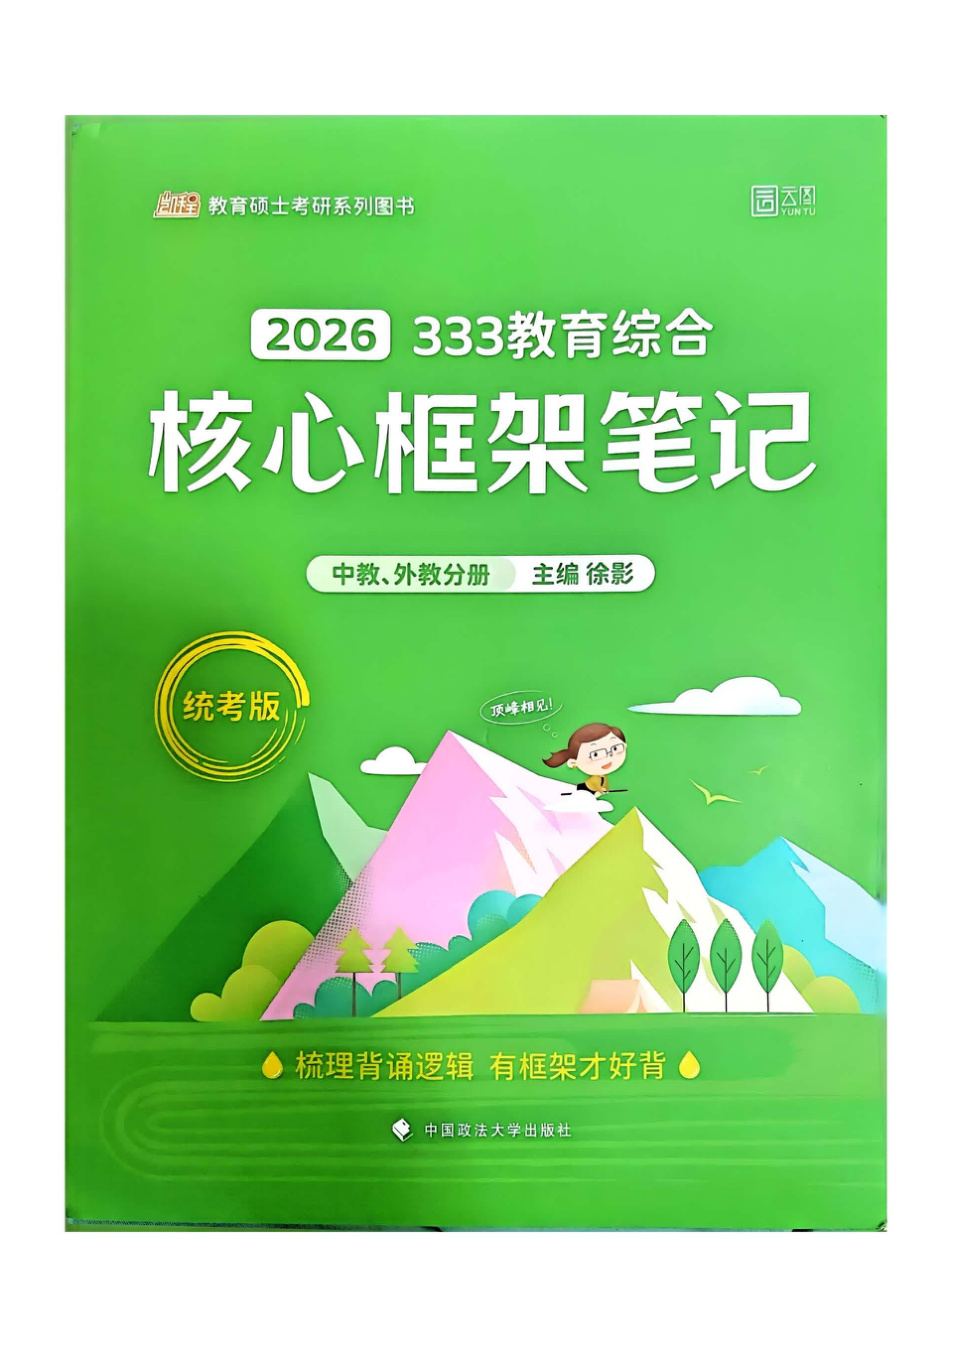 凯程 教育硕士考研系列图书
云图
YUN TU
2026 333教育综合
核心框架笔记
中教、外教分册 主编 徐影
统考版
顶峰相见!
梳理背诵逻辑 有框架才好背
中国政法大学出版社